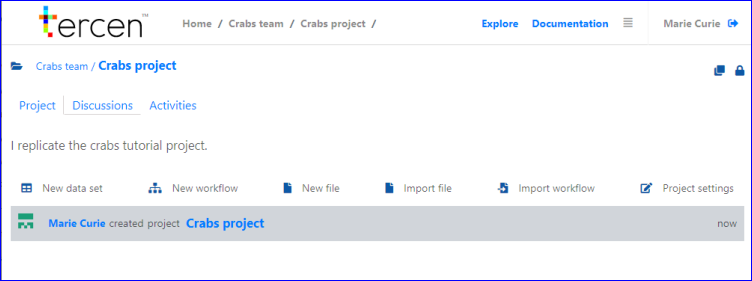 tercen™ Home / Crabs team / Crabs project / Explore Documentation Marie Curie
Crabs team / Crabs project
Project Discussions Activities
I replicate the crabs tutorial project.
New data set New workflow New file Import file Import workflow Project settings
Marie Curie created project Crabs project now